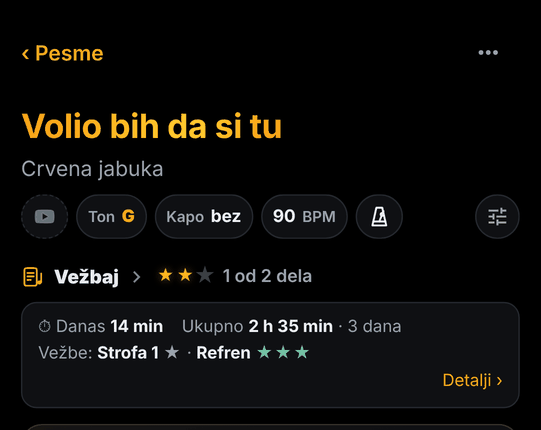 ‹ Pesme
Volio bih da si tu
Crvena jabuka
Ton G Kapo bez 90 BPM
Vežbaj › ★★★ 1 od 2 dela
⏱ Danas 14 min Ukupno 2 h 35 min · 3 dana
Vežbe: Strofa 1 ★ · Refren ★★★
Detalji ›